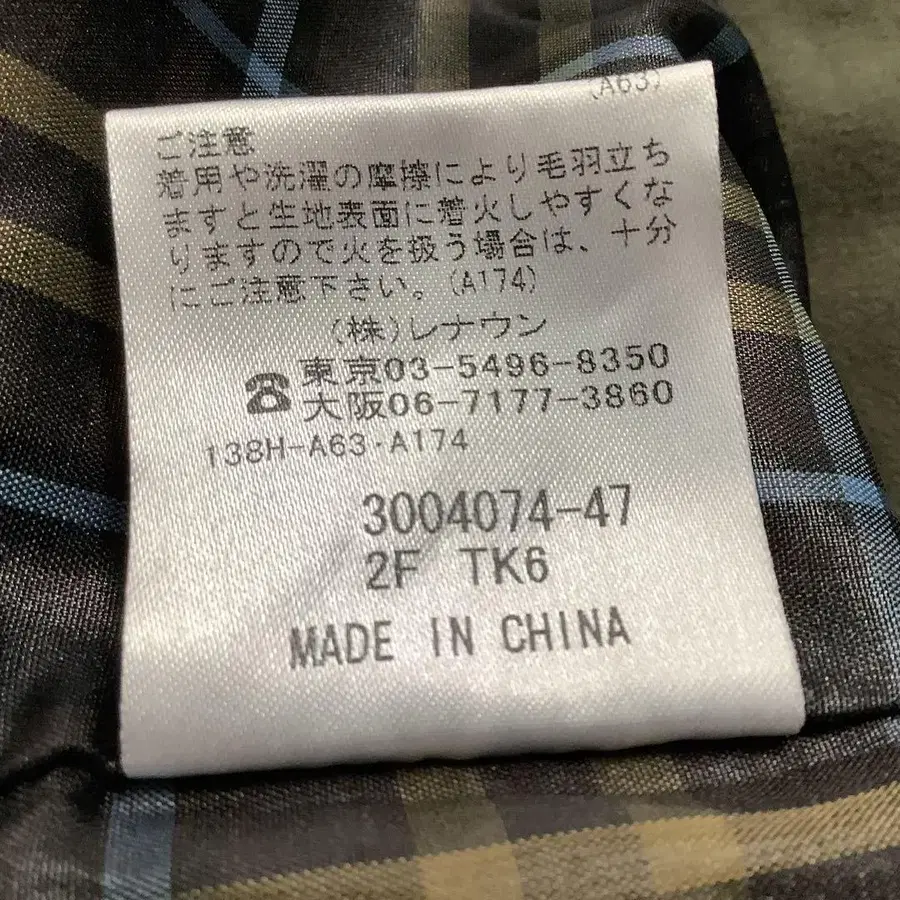 (A63)
ご注意
着用や洗濯の摩擦により毛羽立ち
ますと生地表面に着火しやすくな
りますので火を扱う場合は、十分
にご注意下さい。(A174)
(株)レナウン
☎東京03-5496-8350
大阪06-7177-3860
138H-A63·A174
3004074-47
2F TK6
MADE IN CHINA